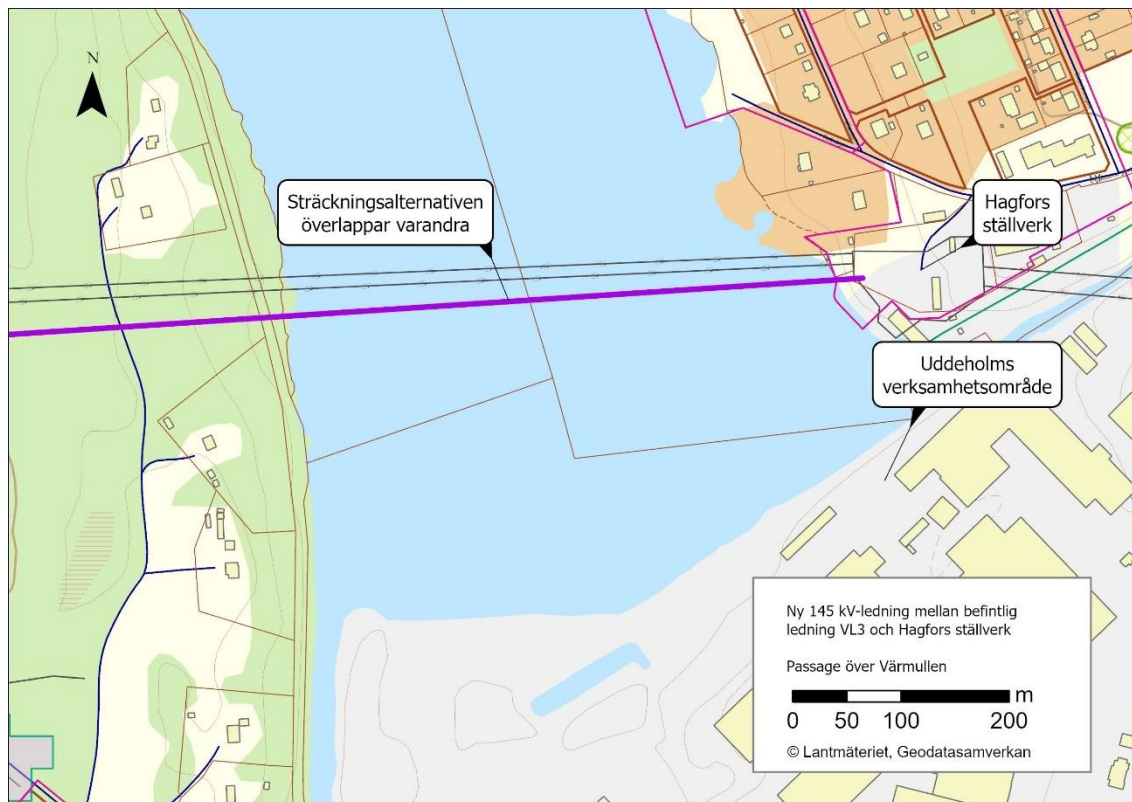 N
Sträckningsalternativen
överlappar varandra
Hagfors
ställverk
Uddeholms
verksamhetsområde
Ny 145 kV-ledning mellan befintlig
ledning VL3 och Hagfors ställverk
Passage över Värmullen
m
0 50 100 200
© Lantmäteriet, Geodatasamverkan